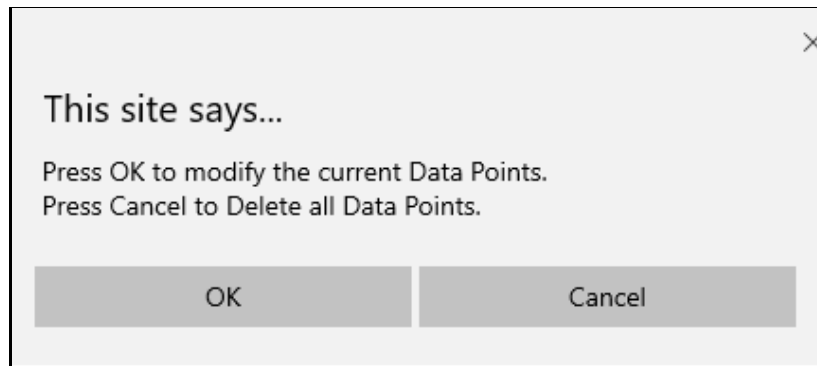 This site says...
Press OK to modify the current Data Points.
Press Cancel to Delete all Data Points.
OK
Cancel